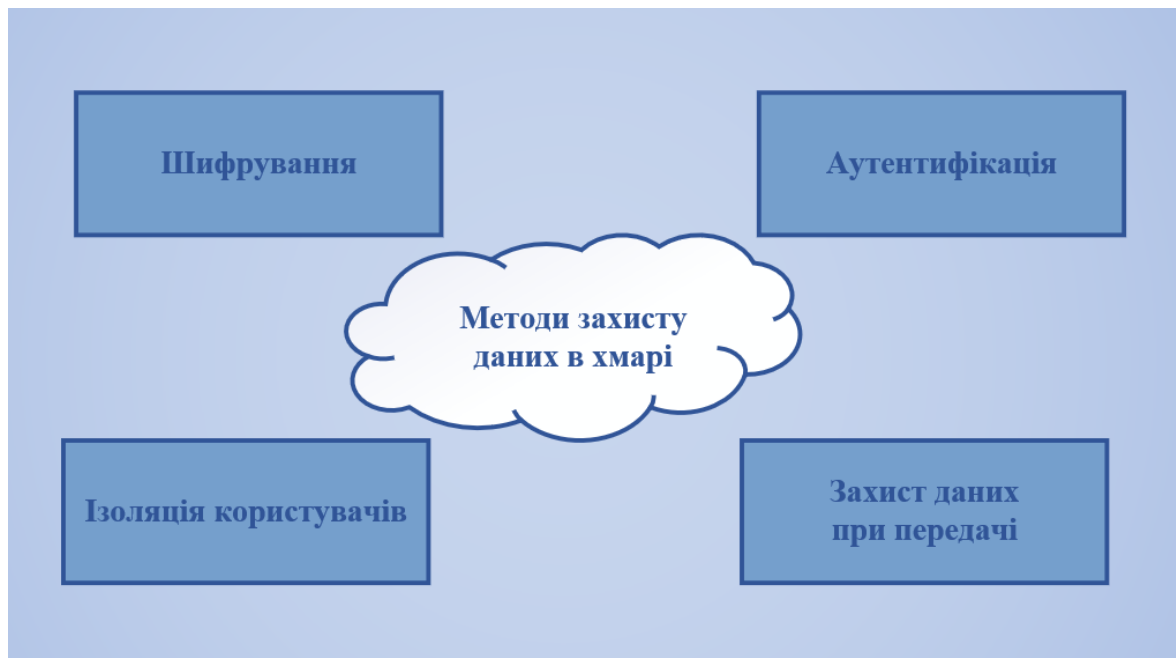 Шифрування
Аутентифікація
Методи захисту
даних в хмарі
Ізоляція користувачів
Захист даних
при передачі